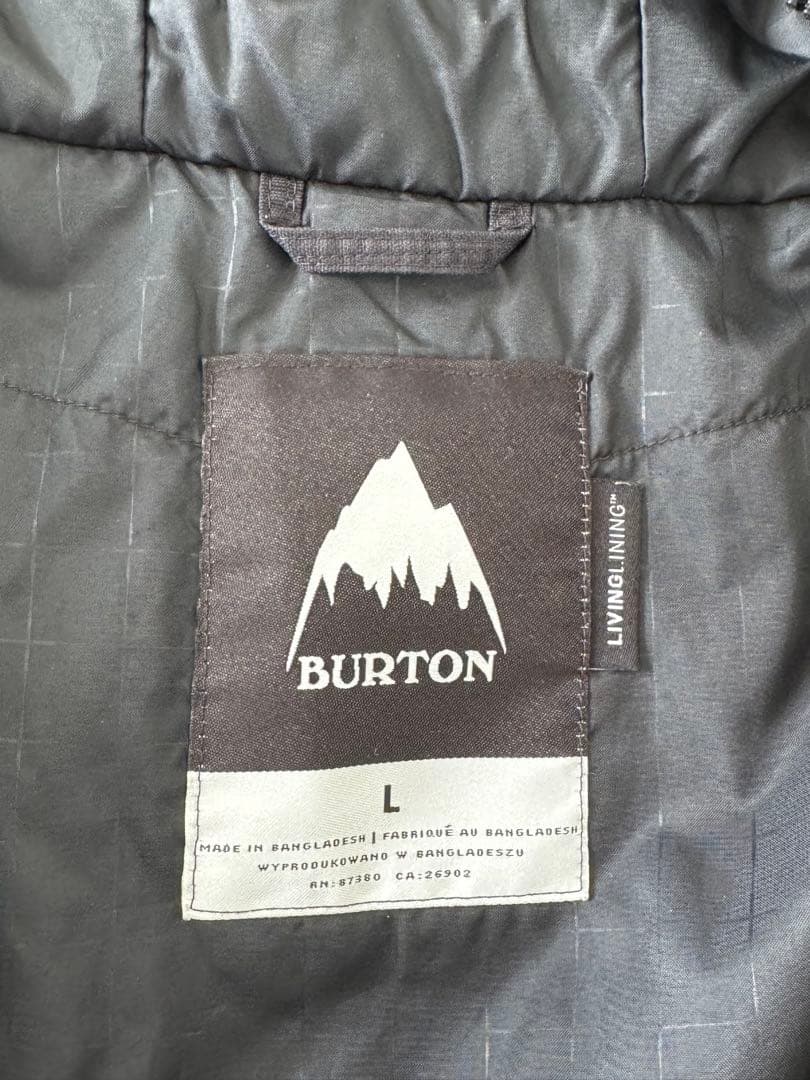 BURTON
LIVINGLINING™
L
MADE IN BANGLADESH | FABRIQUÉ AU BANGLADESH
WYPRODUKOWANO W BANGLADESZU
RN:87380 CA:26902